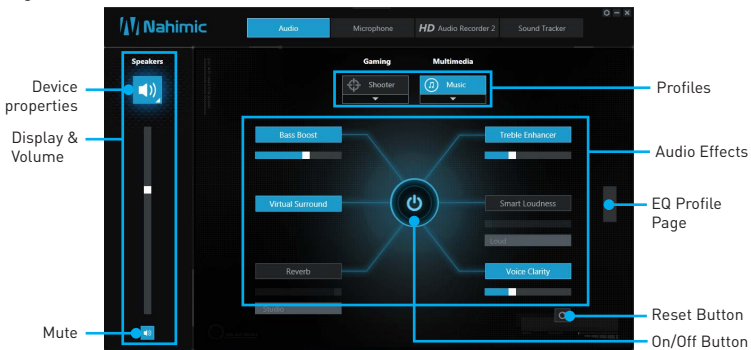 Nahimic
Audio
Microphone
HD Audio Recorder 2
Sound Tracker
Speakers
Gaming
Multimedia
Shooter
Music
Device
properties
Display &
Volume
Mute
Bass Boost
Treble Enhancer
Virtual Surround
Smart Loudness
Loud
Reverb
Studio
Voice Clarity
Profiles
Audio Effects
EQ Profile
Page
Reset Button
On/Off Button